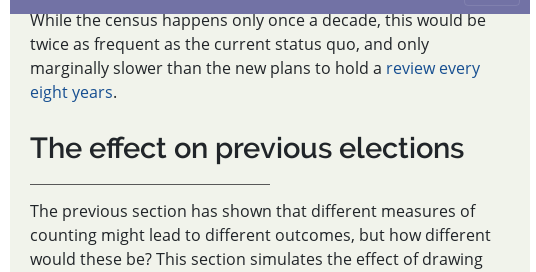 While the census happens only once a decade, this would be
twice as frequent as the current status quo, and only
marginally slower than the new plans to hold a review every
eight years.
The effect on previous elections
The previous section has shown that different measures of
counting might lead to different outcomes, but how different
would these be? This section simulates the effect of drawing